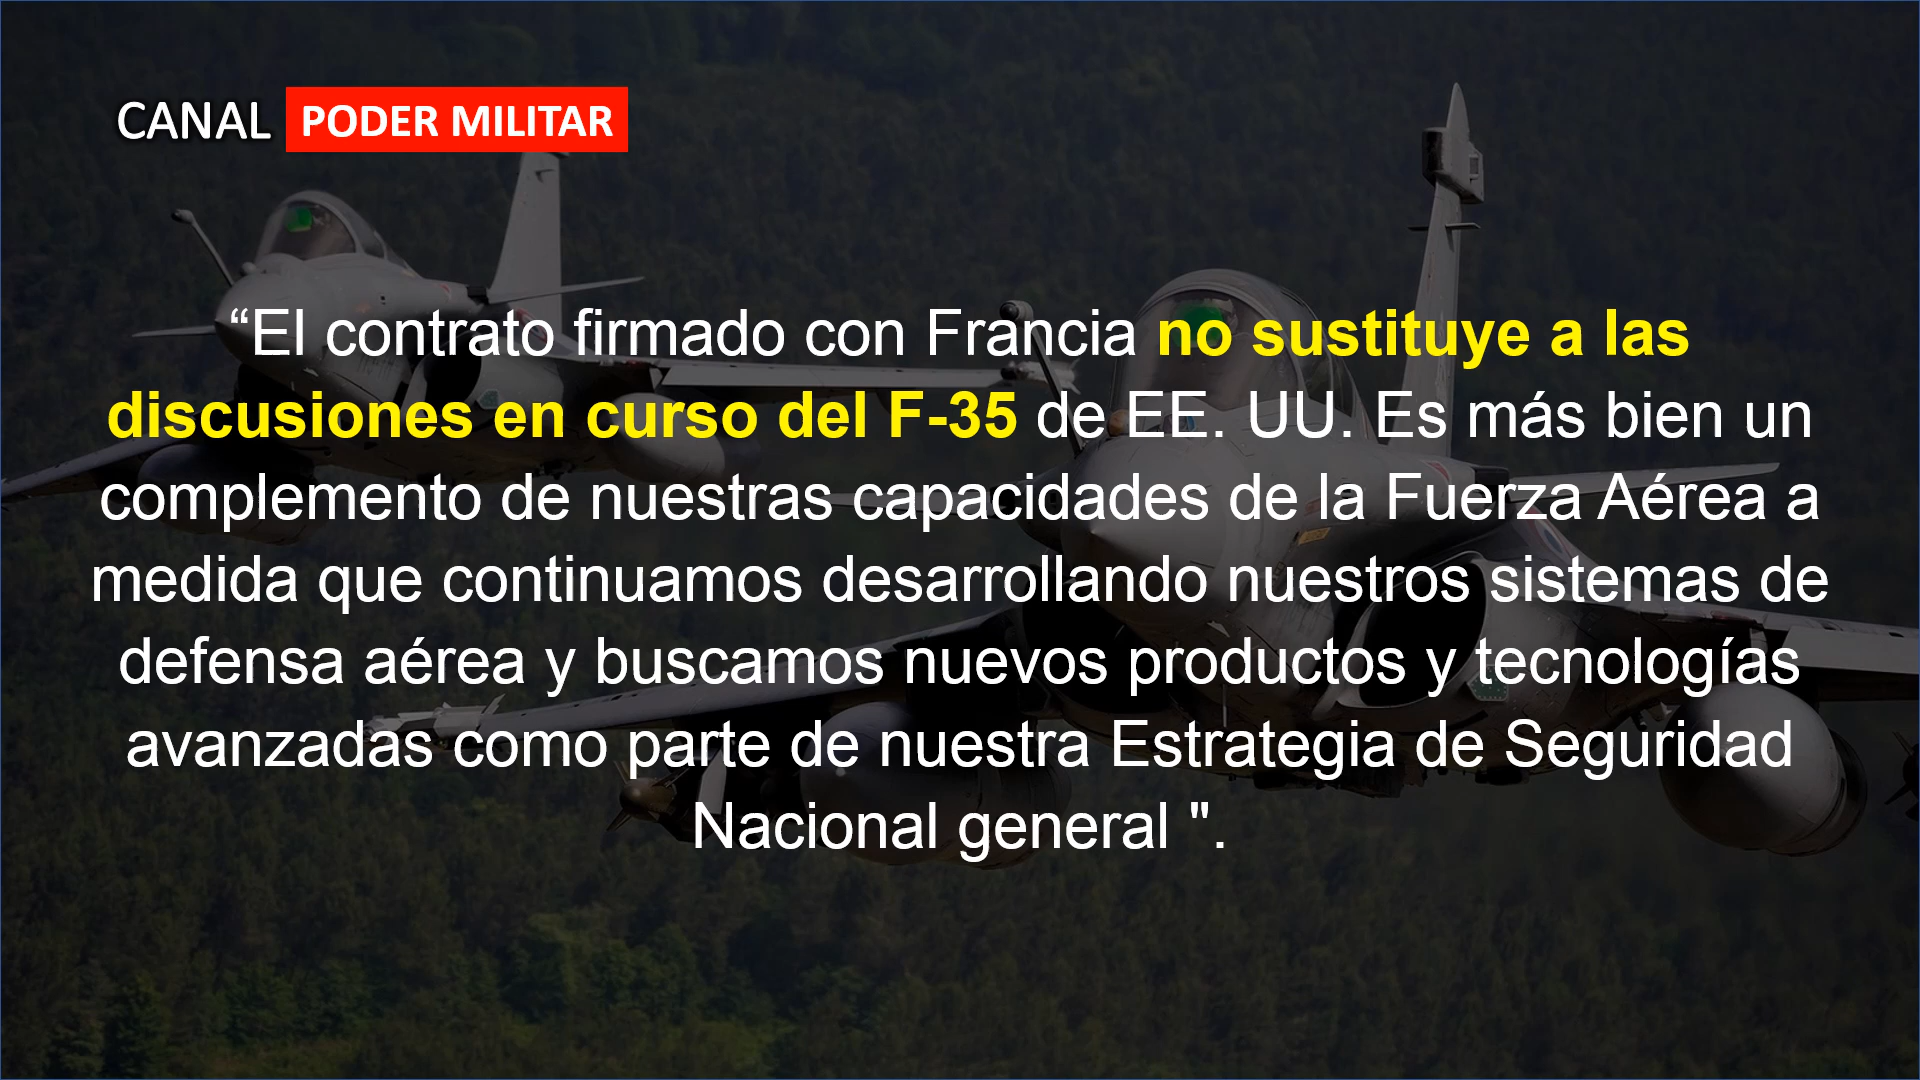 CANAL PODER MILITAR
“El contrato firmado con Francia no sustituye a las
discusiones en curso del F-35 de EE. UU. Es más bien un
complemento de nuestras capacidades de la Fuerza Aérea a
medida que continuamos desarrollando nuestros sistemas de
defensa aérea y buscamos nuevos productos y tecnologías
avanzadas como parte de nuestra Estrategia de Seguridad
Nacional general ".